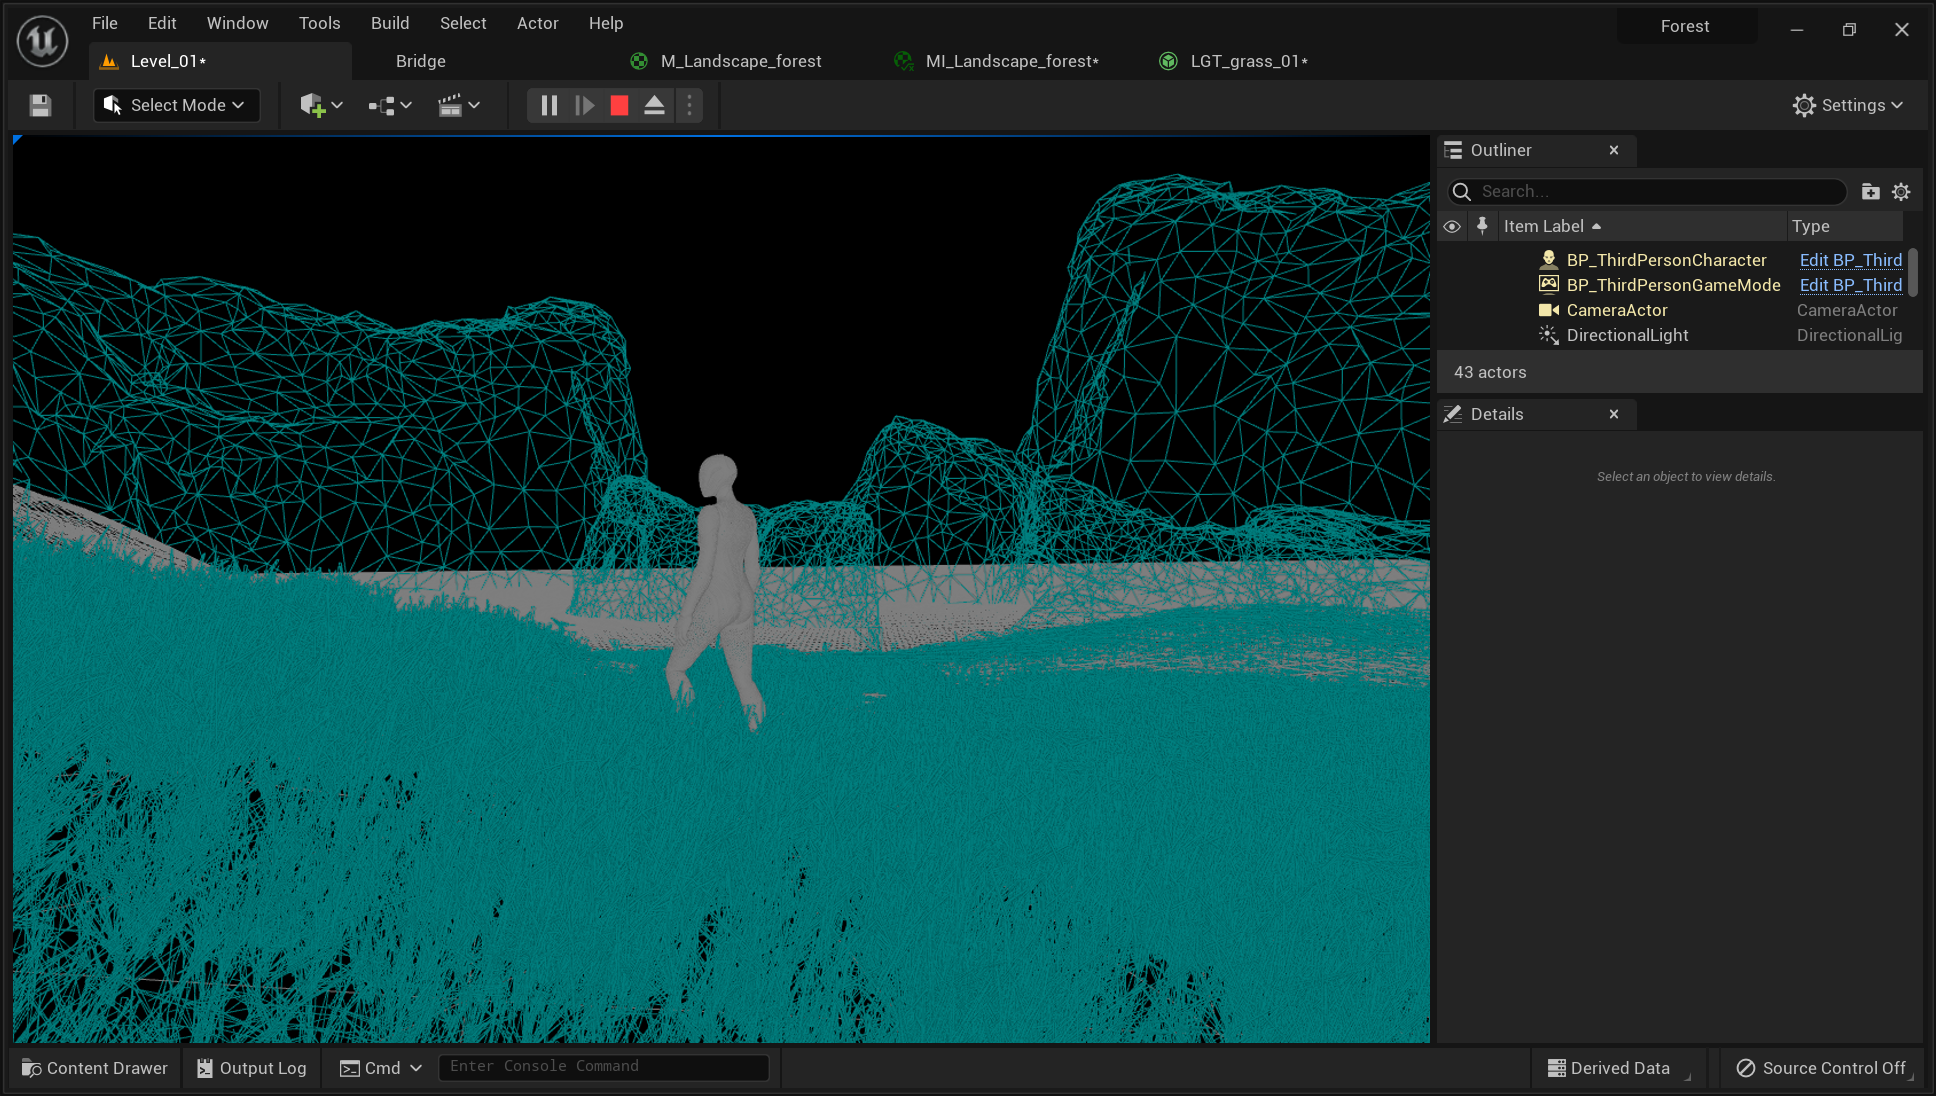 File Edit Window Tools Build Select Actor Help
Forest
Level_01*
Bridge
M_Landscape_forest
MI_Landscape_forest*
LGT_grass_01*
Select Mode
Settings
Outliner
Search...
Item Label Type
BP_ThirdPersonCharacter Edit BP_Third
BP_ThirdPersonGameMode Edit BP_Third
CameraActor CameraActor
DirectionalLight DirectionalLig
43 actors
Details
Select an object to view details.
Content Drawer
Output Log
Cmd
Enter Console Command
Derived Data
Source Control Off